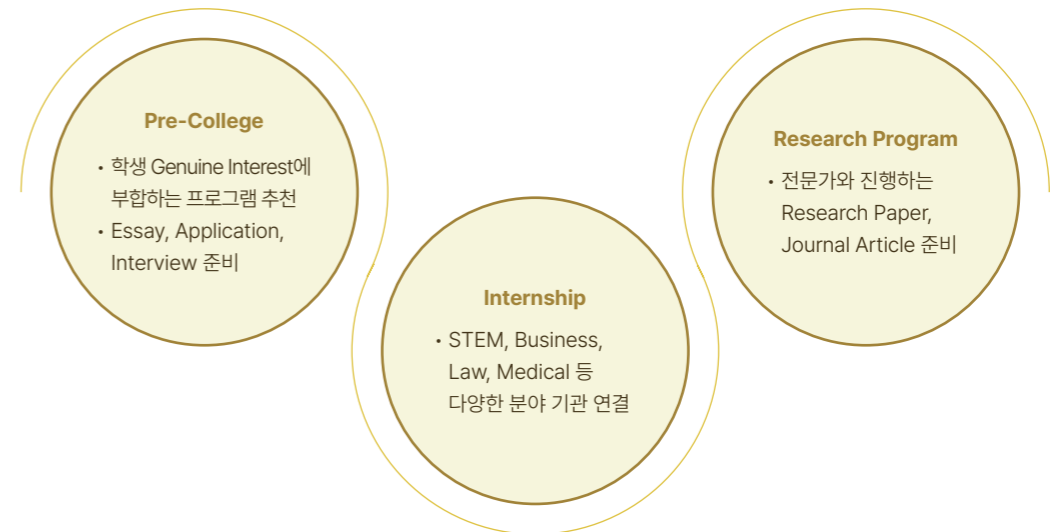 Pre-College
• 학생 Genuine Interest에
부합하는 프로그램 추천
• Essay, Application,
Interview 준비
Internship
• STEM, Business,
Law, Medical 등
다양한 분야 기관 연결
Research Program
• 전문가와 진행하는
Research Paper,
Journal Article 준비